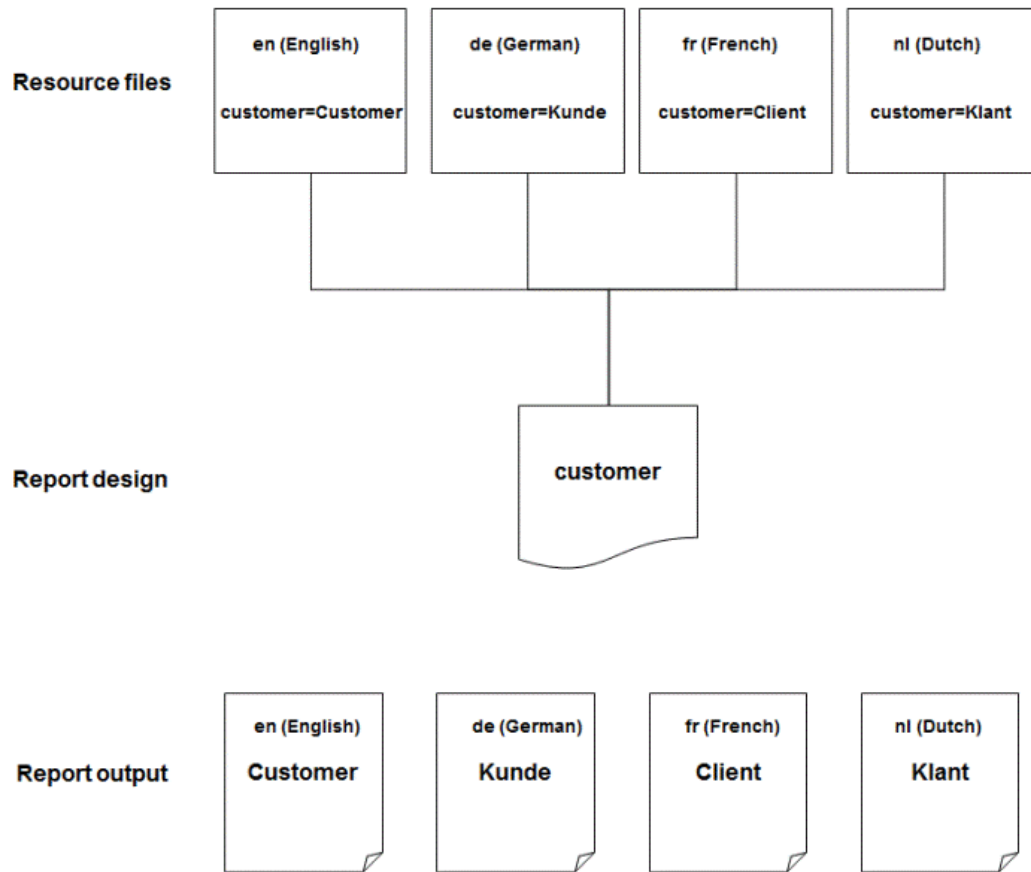 en (English)
de (German)
fr (French)
nl (Dutch)
Resource files
customer=Customer
customer=Kunde
customer=Client
customer=Klant
Report design
customer
en (English)
de (German)
fr (French)
nl (Dutch)
Report output
Customer
Kunde
Client
Klant